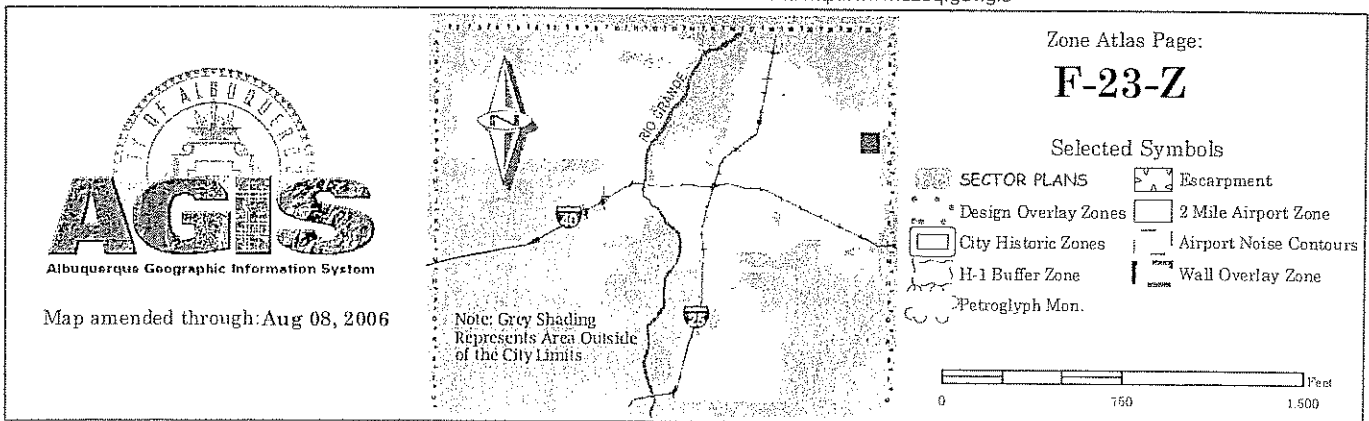 CITY OF ALBUQUERQUE
AGIS
Albuquerque Geographic Information System
Map amended through: Aug 08, 2006
RIO GRANDE
N
40
25
Note: Grey Shading
Represents Area Outside
of the City Limits
Zone Atlas Page:
F-23-Z
Selected Symbols
SECTOR PLANS
Escarpment
Design Overlay Zones
2 Mile Airport Zone
City Historic Zones
Airport Noise Contours
H-1 Buffer Zone
Wall Overlay Zone
Petroglyph Mon.
Feet
0 750 1,500